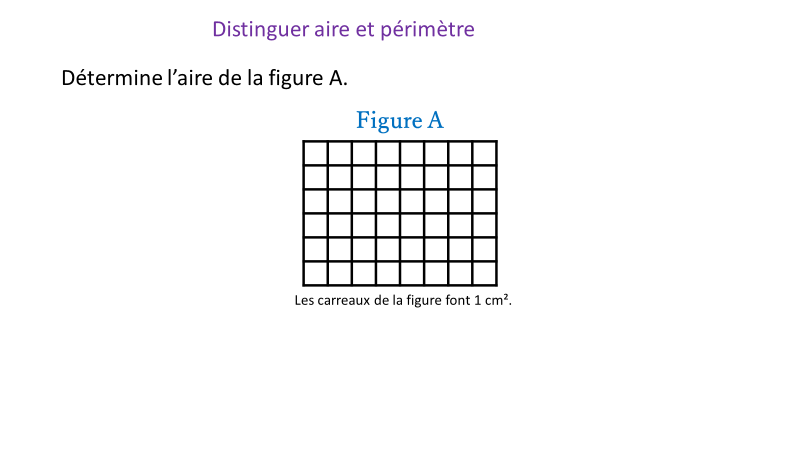 Distinguer aire et périmètre
Détermine l’aire de la figure A.
Figure A
Les carreaux de la figure font 1 cm².